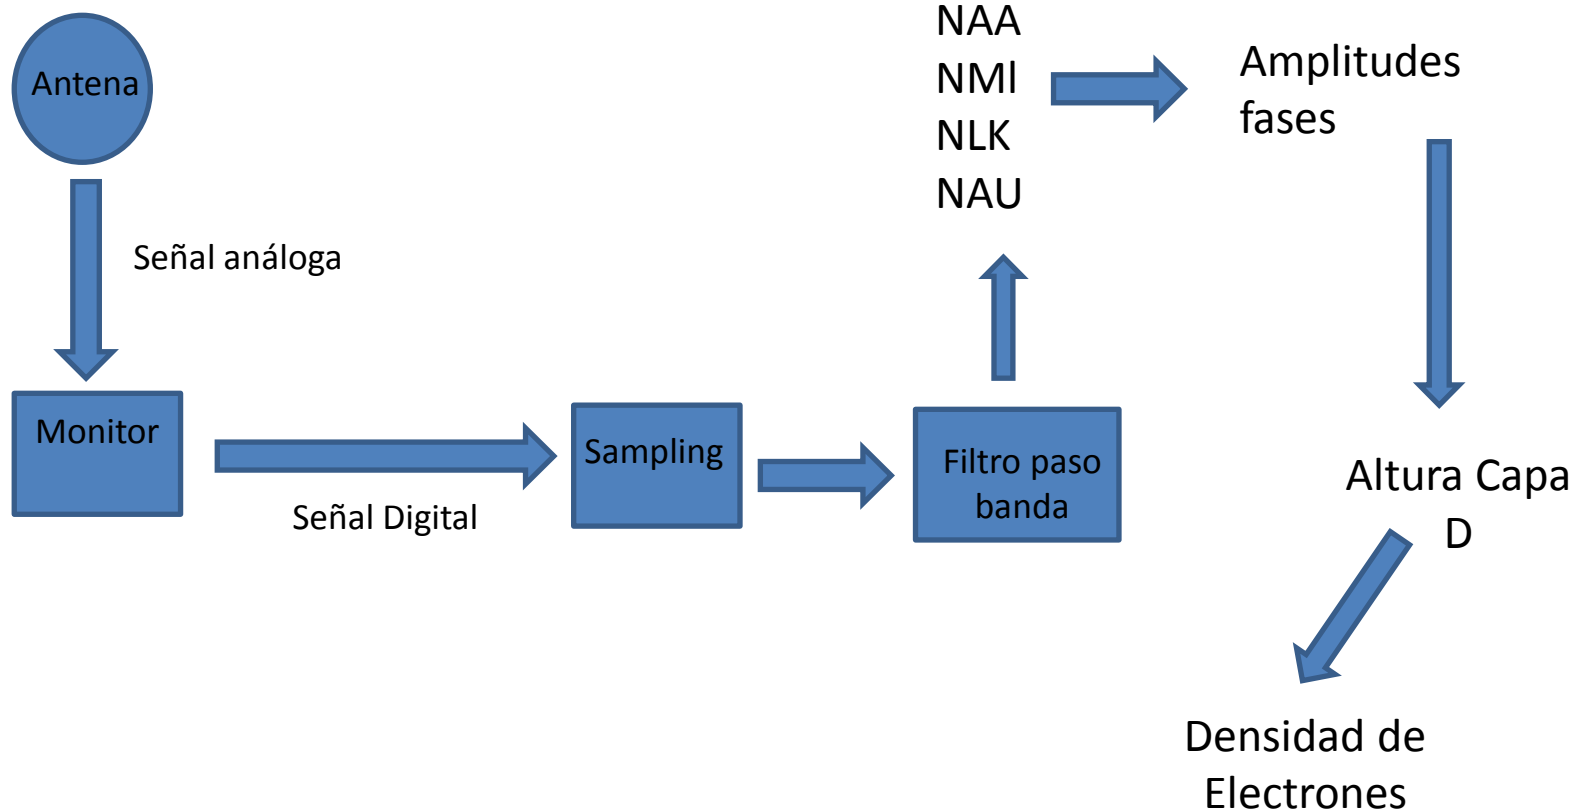 Antena
Señal análoga
Monitor
Señal Digital
Sampling
Filtro paso
banda
NAA
NMl
NLK
NAU
Amplitudes
fases
Altura Capa
D
Densidad de
Electrones